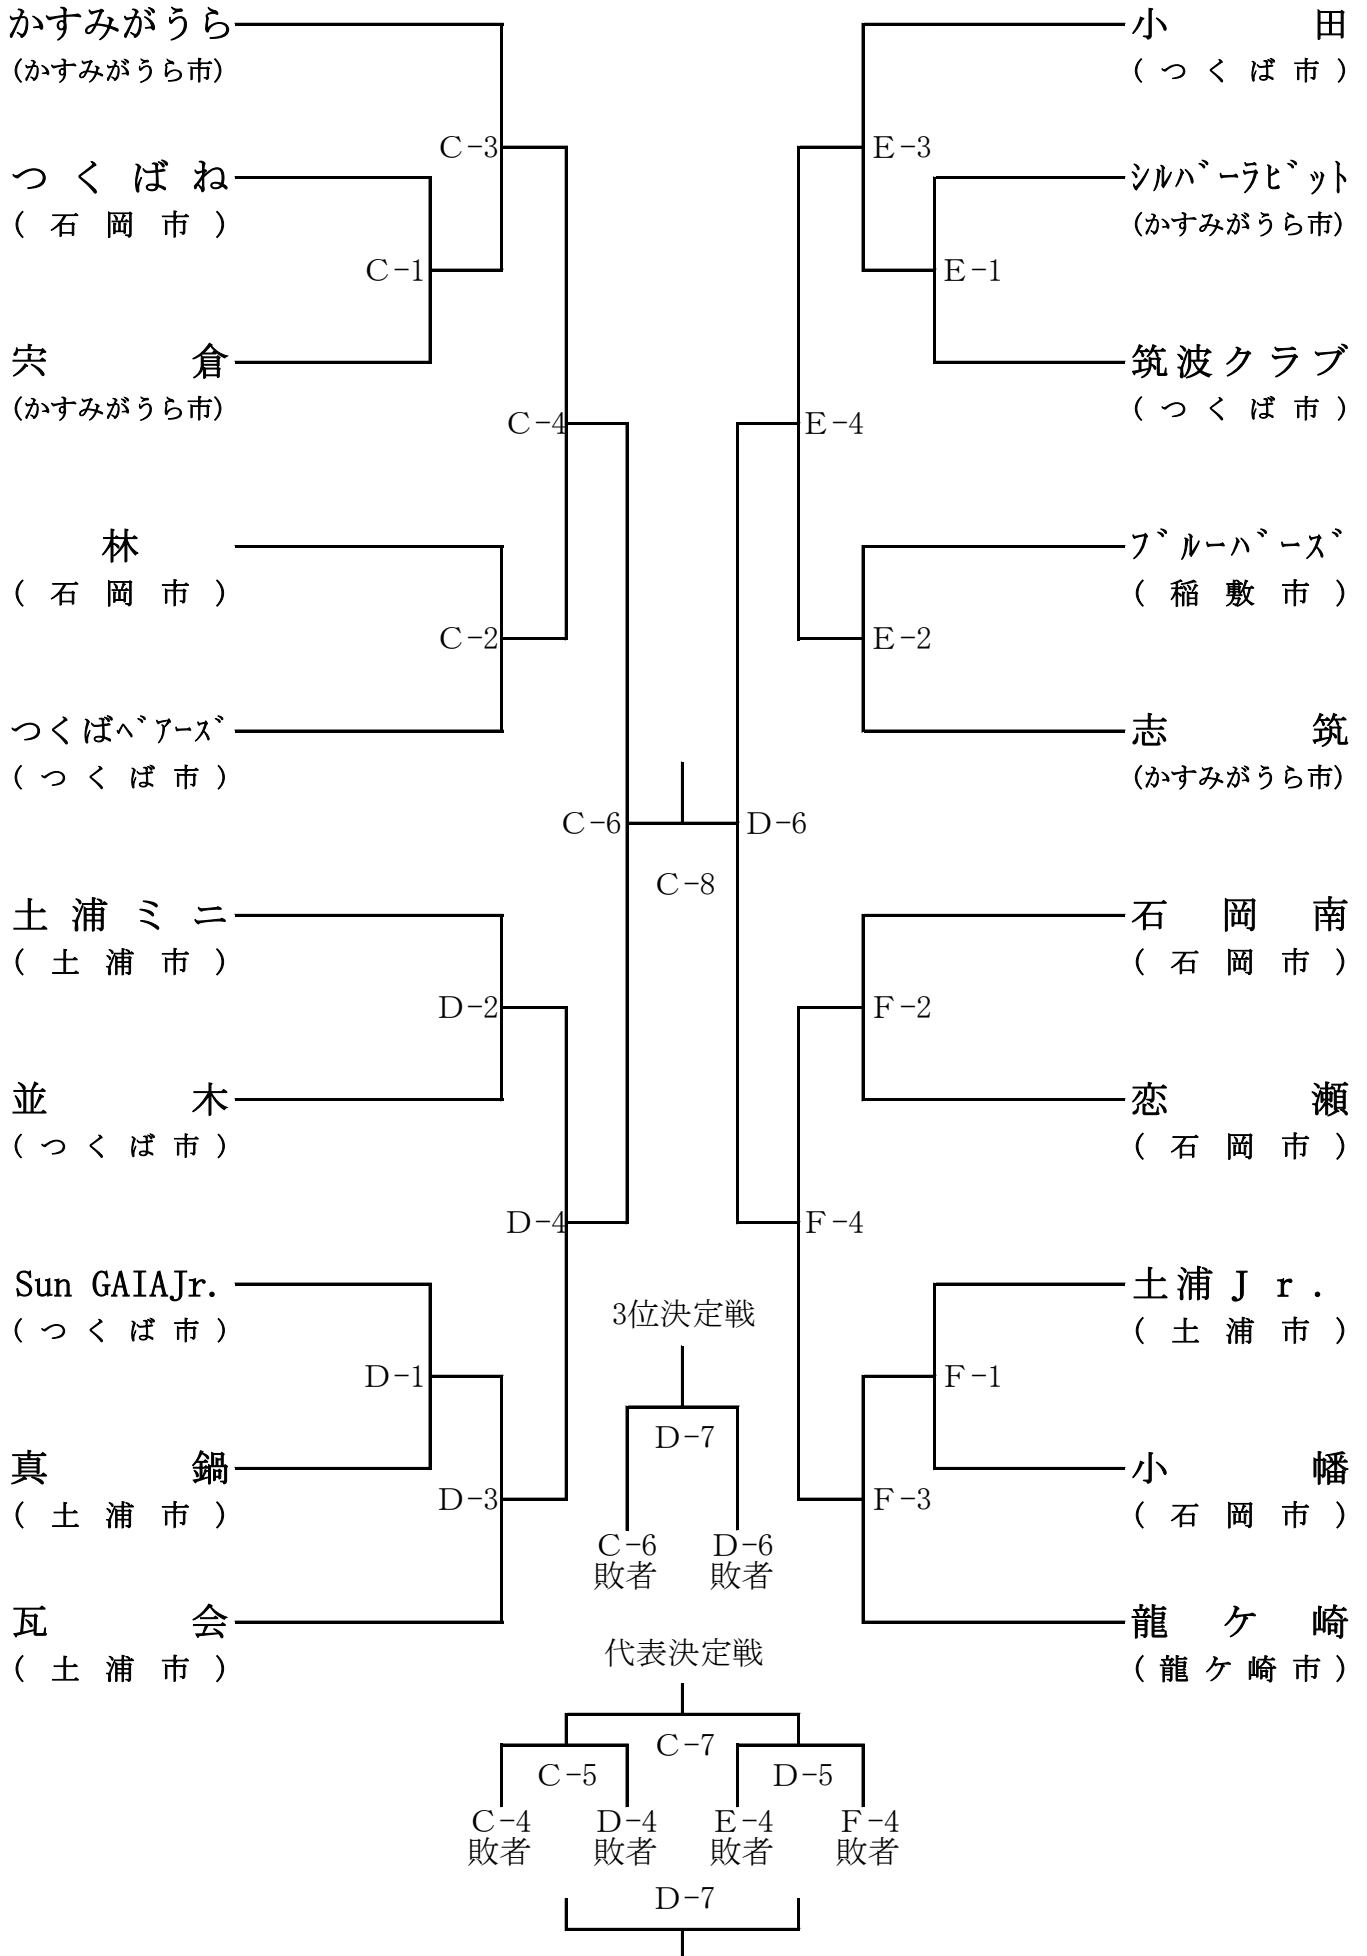 かすみがうら
(かすみがうら市)
C-3
つくばね
(石岡市)
C-1
宍倉
(かすみがうら市)
C-4
林
(石岡市)
C-2
つくばﾍﾞｱｰｽﾞ
(つくば市)
C-6
土浦ミニ
(土浦市)
D-2
並木
(つくば市)
D-4
Sun GAIAJr.
(つくば市)
D-1
真鍋
(土浦市)
D-3
瓦会
(土浦市)
小田
(つくば市)
E-3
ｼﾙﾊﾞｰﾗﾋﾞｯﾄ
(かすみがうら市)
E-1
筑波クラブ
(つくば市)
E-4
ﾌﾞﾙｰﾊﾞｰｽﾞ
(稲敷市)
E-2
志筑
(かすみがうら市)
D-6
C-8
石岡南
(石岡市)
F-2
恋瀬
(石岡市)
F-4
土浦Ｊｒ．
(土浦市)
F-1
小幡
(石岡市)
F-3
龍ケ崎
(龍ケ崎市)
3位決定戦
D-7
C-6 D-6
敗者 敗者
代表決定戦
C-7
C-5 D-5
C-4 D-4 E-4 F-4
敗者 敗者 敗者 敗者
D-7